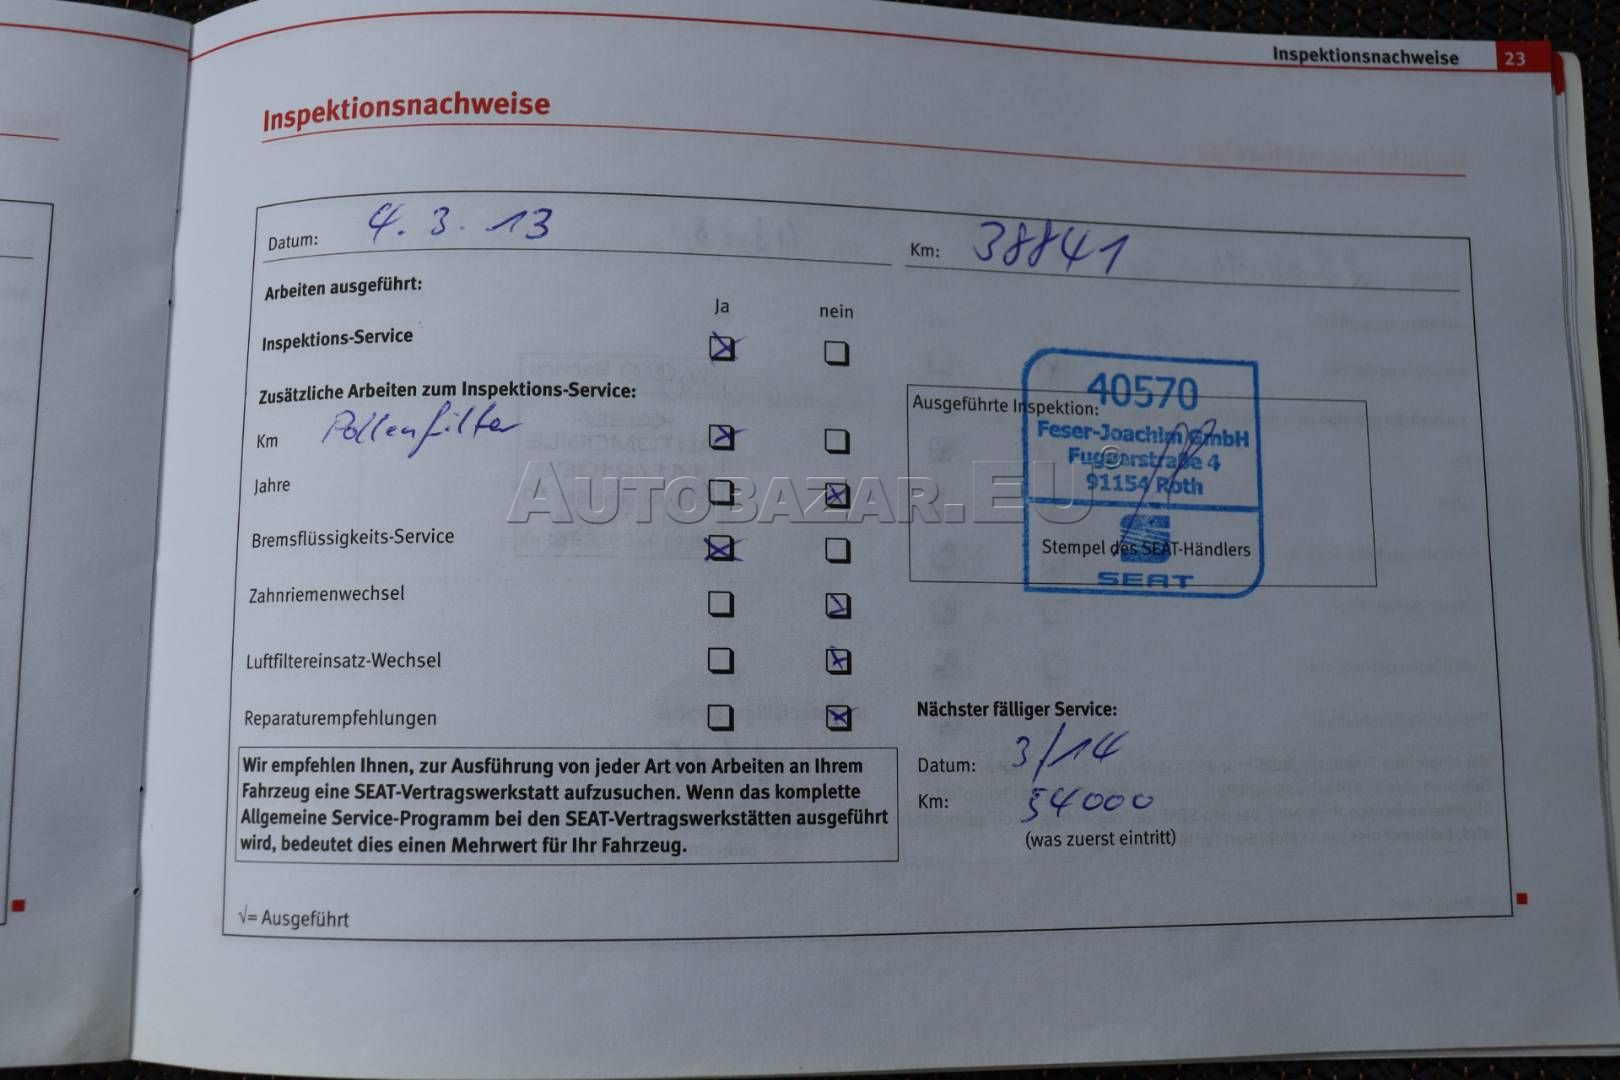 Inspektionsnachweise 23
Inspektionsnachweise
Datum: 4. 3. 13
Km: 38841
Arbeiten ausgeführt:
Ja nein
Inspektions-Service
Zusätzliche Arbeiten zum Inspektions-Service:
Km Pollenfilter
Jahre
Bremsflüssigkeits-Service
Zahnriemenwechsel
Luftfiltereinsatz-Wechsel
Reparaturempfehlungen
Wir empfehlen Ihnen, zur Ausführung von jeder Art von Arbeiten an Ihrem
Fahrzeug eine SEAT-Vertragswerkstatt aufzusuchen. Wenn das komplette
Allgemeine Service-Programm bei den SEAT-Vertragswerkstätten ausgeführt
wird, bedeutet dies einen Mehrwert für Ihr Fahrzeug.
√= Ausgeführt
Ausgeführte Inspektion:
40570
Feser-Joachim GmbH
Fuggerstraße 4
91154 Roth
Stempel des SEAT-Händlers
SEAT
Nächster fälliger Service:
Datum: 3/14
Km: 54000
(was zuerst eintritt)
AUTOBAZAR.EU ©